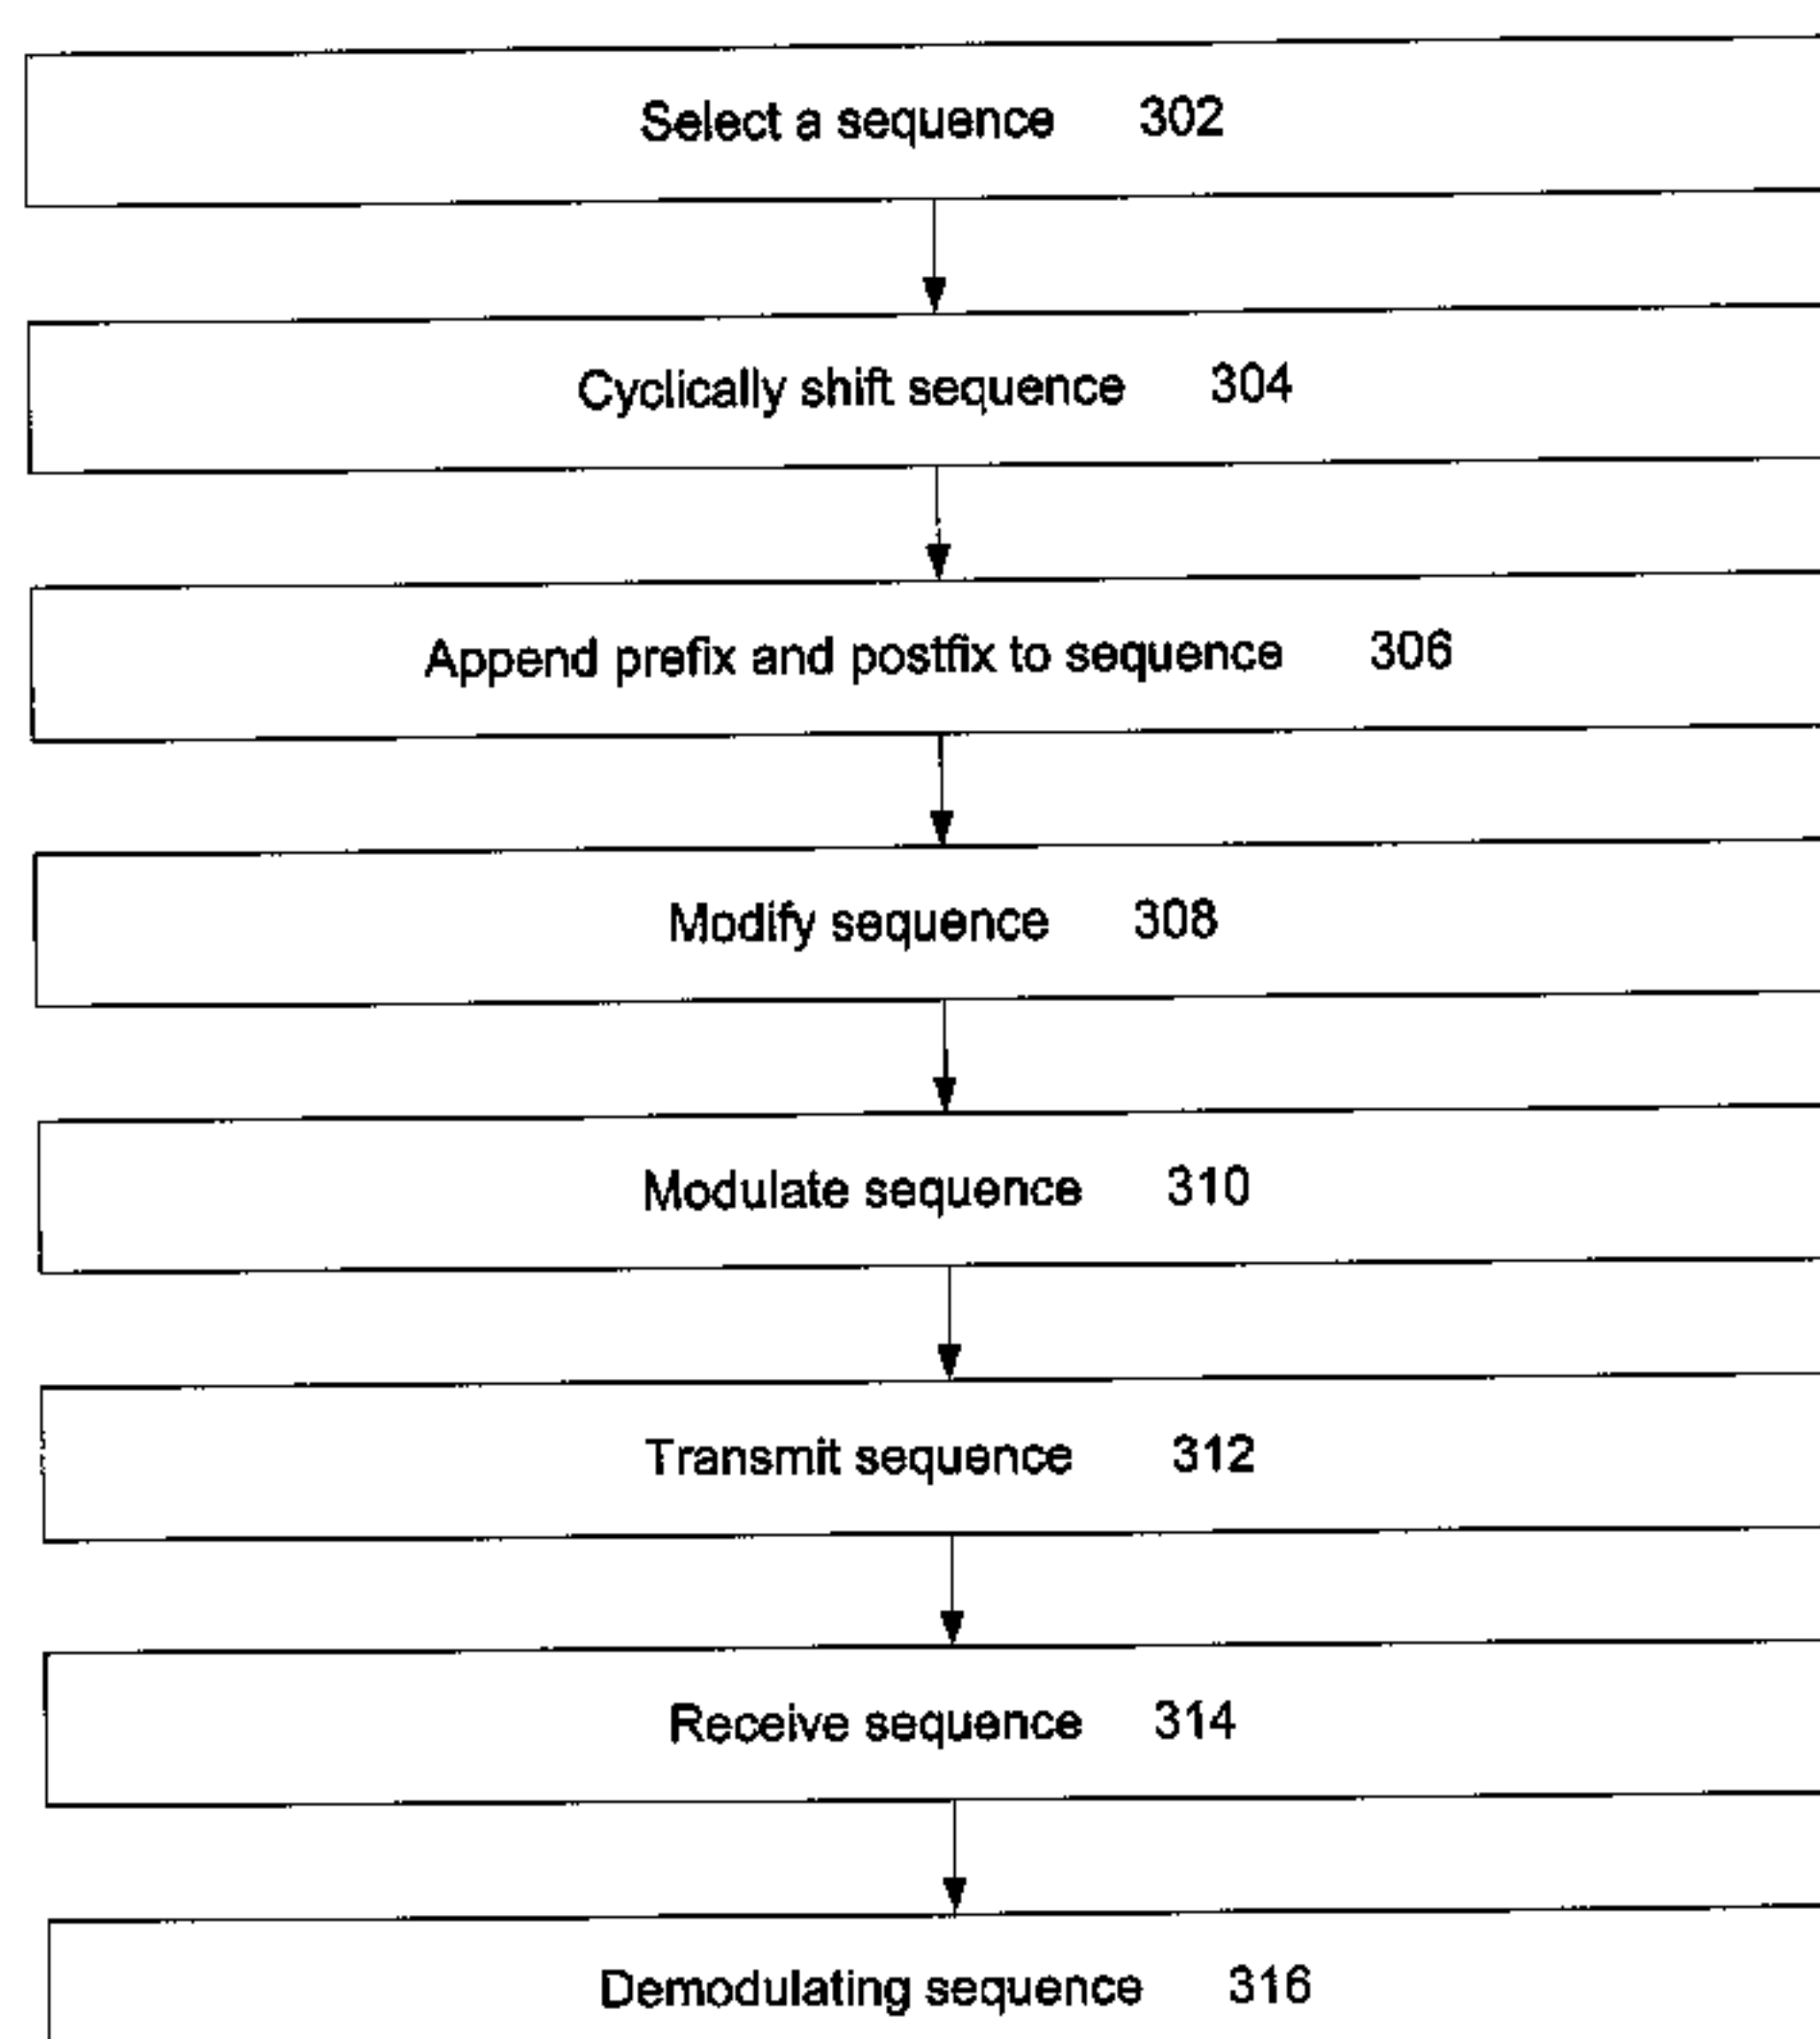 Select a sequence 302
Cyclically shift sequence 304
Append prefix and postfix to sequence 306
Modify sequence 308
Modulate sequence 310
Transmit sequence 312
Receive sequence 314
Demodulating sequence 316